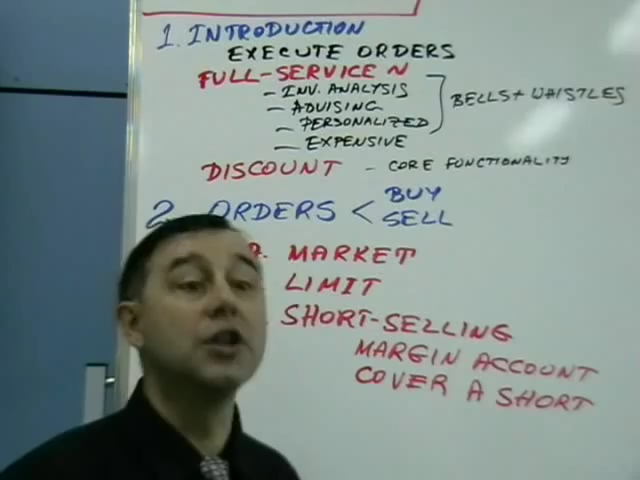 1. INTRODUCTION
EXECUTE ORDERS
FULL-SERVICE
- INV. ANALYSIS
- ADVISING
- PERSONALIZED
BELLS + WHISTLES
- EXPENSIVE
DISCOUNT - CORE FUNCTIONALITY
2. ORDERS < BUY
SELL
MARKET
LIMIT
SHORT-SELLING
MARGIN ACCOUNT
COVER A SHORT